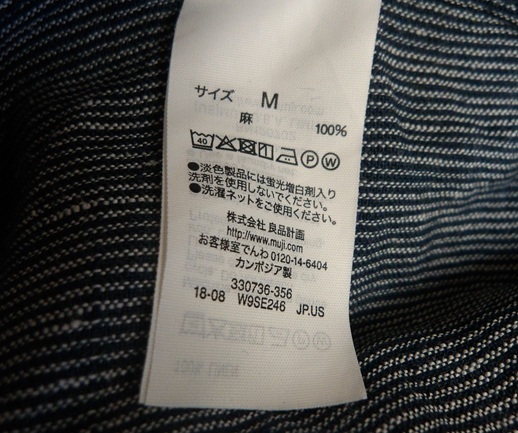 サイズ M
麻 100%
40 P W
●淡色製品には蛍光増白剤入り
洗剤を使用しないでください。
●洗濯ネットをご使用ください。
株式会社 良品計画
http://www.muji.com
お客様室でんわ 0120-14-6404
カンボジア製
330736-356
18-08 W9SE246 JP.US